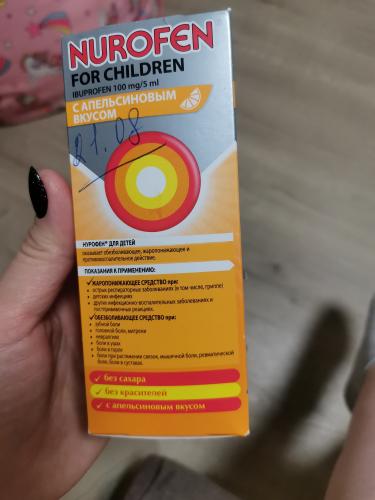 NUROFEN
FOR CHILDREN
IBUPROFEN 100 mg/5 ml
С АПЕЛЬСИНОВЫМ
ВКУСОМ
21.08
НУРОФЕН® ДЛЯ ДЕТЕЙ
оказывает обезболивающее, жаропонижающее и
противовоспалительное действие.
ПОКАЗАНИЯ К ПРИМЕНЕНИЮ:
ЖАРОПОНИЖАЮЩЕЕ СРЕДСТВО при:
• острых респираторных заболеваниях (в том числе, гриппе)
• детских инфекциях
• других инфекционно-воспалительных заболеваниях и
постпрививочных реакциях.
ОБЕЗБОЛИВАЮЩЕЕ СРЕДСТВО при:
• зубной боли
• головной боли, мигрени
• невралгиях
• боли в ушах
• боли в горле
• боли при растяжении связок, мышечной боли, ревматической
боли, боли в суставах.
без сахара
без красителей
с апельсиновым вкусом